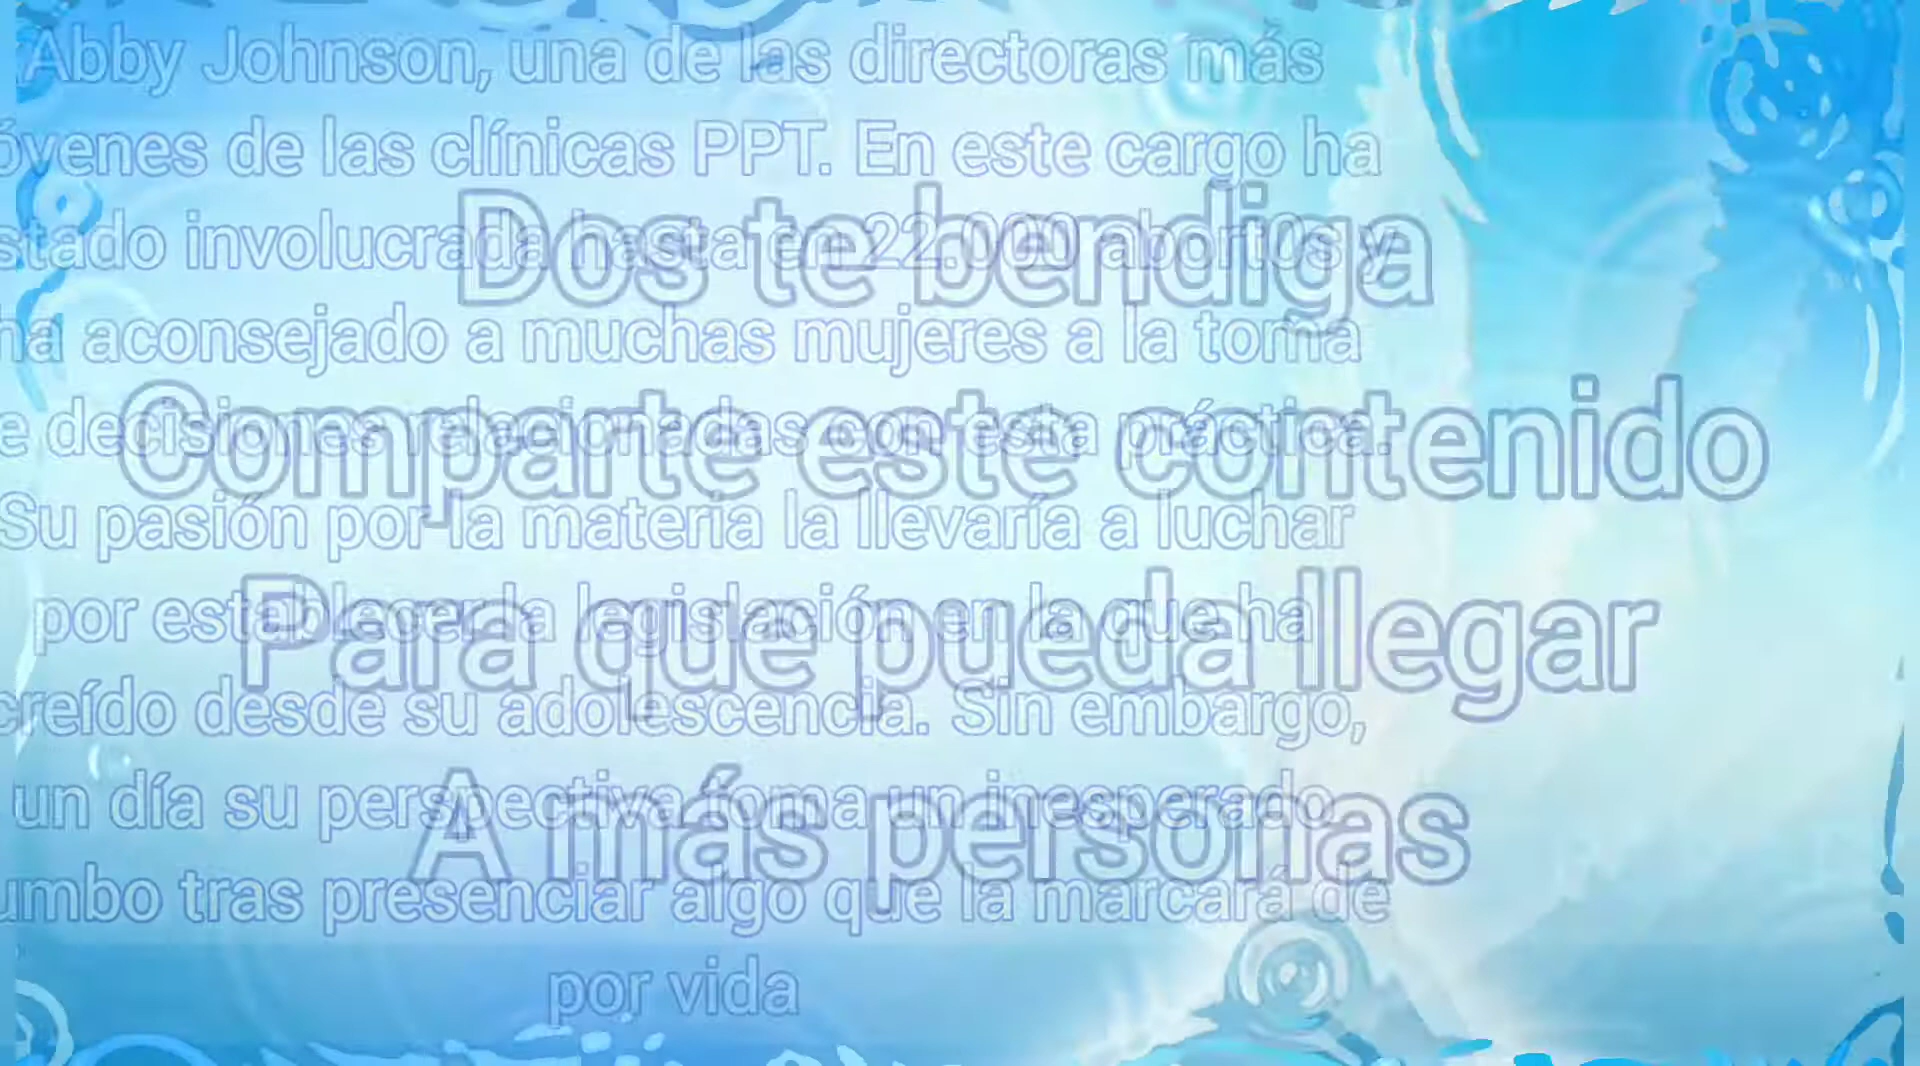 Abby Johnson, una de las directoras más
óvenes de las clínicas PPT. En este cargo ha
stado involucrada hasta en 22.000 abortos y
ha aconsejado a muchas mujeres a la toma
e decisiones relacionadas con esta práctica.
Su pasión por la materia la llevaría a luchar
por establecer la legislación en la que ha
creído desde su adolescencia. Sin embargo,
un día su perspectiva toma un inesperado
umbo tras presenciar algo que la marcará de
por vida
Dos te bendiga
Comparte este contenido
Para que pueda llegar
A más personas